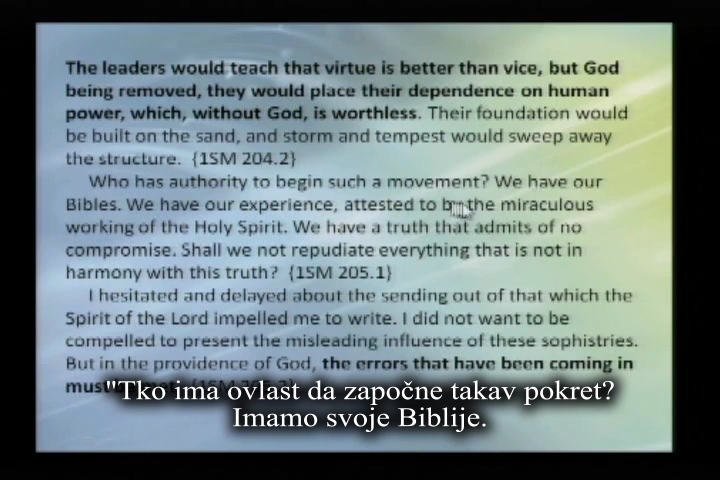 The leaders would teach that virtue is better than vice, but God
being removed, they would place their dependence on human
power, which, without God, is worthless. Their foundation would
be built on the sand, and storm and tempest would sweep away
the structure. {1SM 204.2}
Who has authority to begin such a movement? We have our
Bibles. We have our experience, attested to by the miraculous
working of the Holy Spirit. We have a truth that admits of no
compromise. Shall we not repudiate everything that is not in
harmony with this truth? {1SM 205.1}
I hesitated and delayed about the sending out of that which the
Spirit of the Lord impelled me to write. I did not want to be
compelled to present the misleading influence of these sophistries.
But in the providence of God, the errors that have been coming in
must
"Tko ima ovlast da započne takav pokret?
Imamo svoje Biblije.